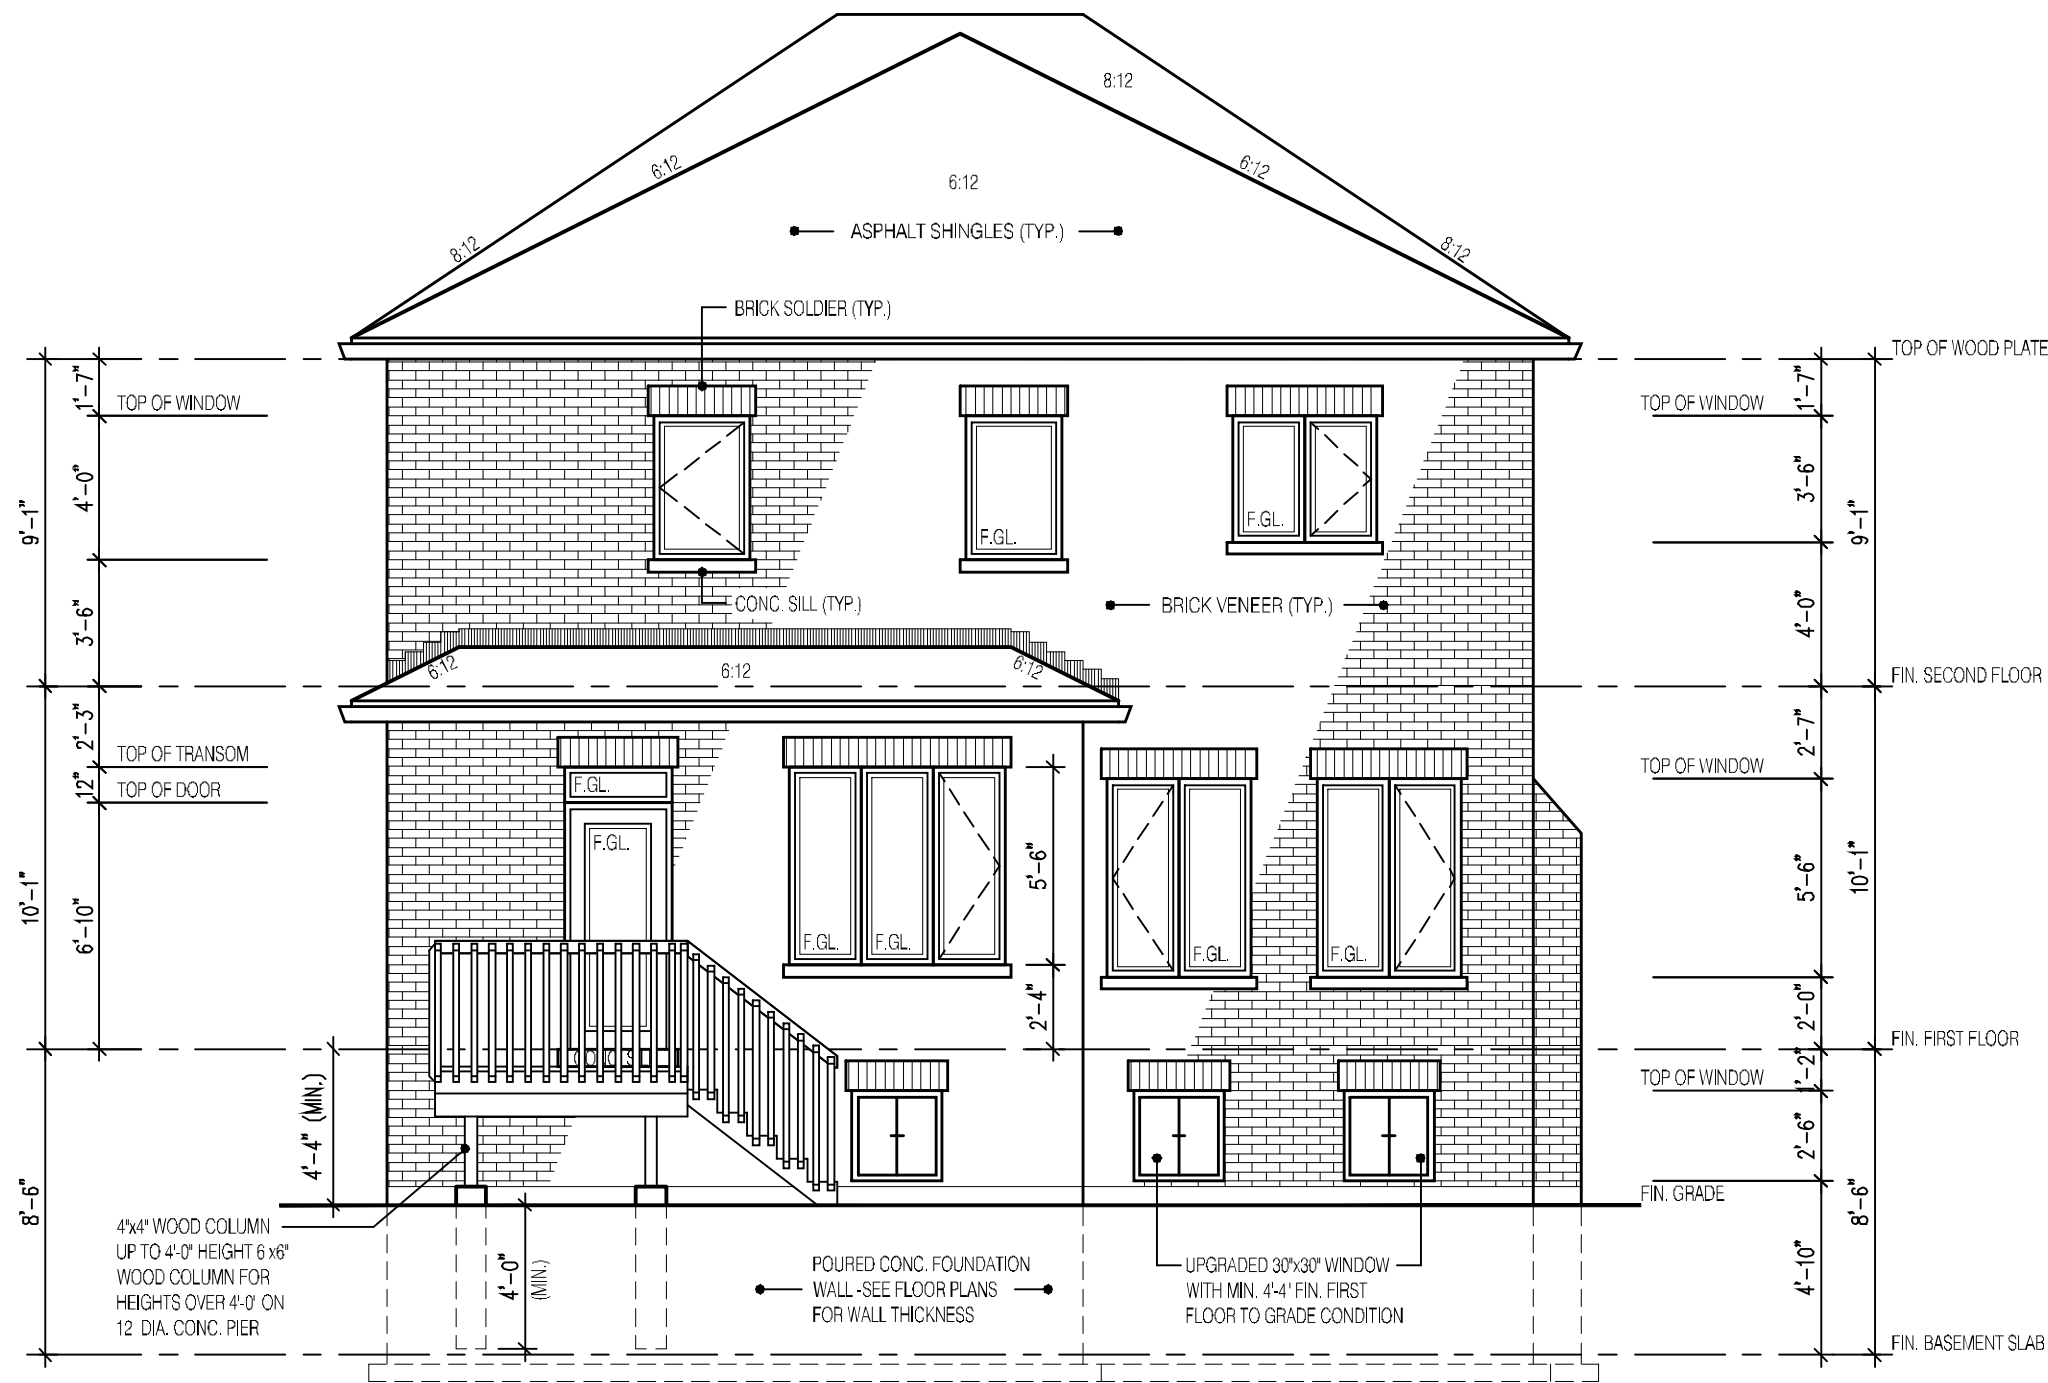 8:12
6:12
6:12
6:12
ASPHALT SHINGLES (TYP.)
8:12
8:12
BRICK SOLDIER (TYP.)
TOP OF WOOD PLATE
1'-7"
TOP OF WINDOW
TOP OF WINDOW
1'-7"
4'-0"
9'-1"
3'-6"
9'-1"
F.GL.
F.GL.
3'-6"
CONC. SILL (TYP.)
BRICK VENEER (TYP.)
4'-0"
6:12
6:12
6:12
FIN. SECOND FLOOR
2'-3"
2'-7"
TOP OF TRANSOM
TOP OF WINDOW
12"
TOP OF DOOR
F.GL.
F.GL.
5'-6"
5'-6"
10'-1"
10'-1"
6'-10"
F.GL.
F.GL.
F.GL.
F.GL.
2'-4"
2'-0"
FIN. FIRST FLOOR
TOP OF WINDOW
1'-2"
4'-4" (MIN.)
2'-6"
FIN. GRADE
8'-6"
8'-6"
4"x4" WOOD COLUMN
UP TO 4'-0" HEIGHT 6 x6"
WOOD COLUMN FOR
HEIGHTS OVER 4'-0' ON
12 DIA. CONC. PIER
4'-0"
(MIN.)
POURED CONC. FOUNDATION
WALL -SEE FLOOR PLANS
FOR WALL THICKNESS
UPGRADED 30"x30" WINDOW
WITH MIN. 4'-4' FIN. FIRST
FLOOR TO GRADE CONDITION
4'-10"
FIN. BASEMENT SLAB